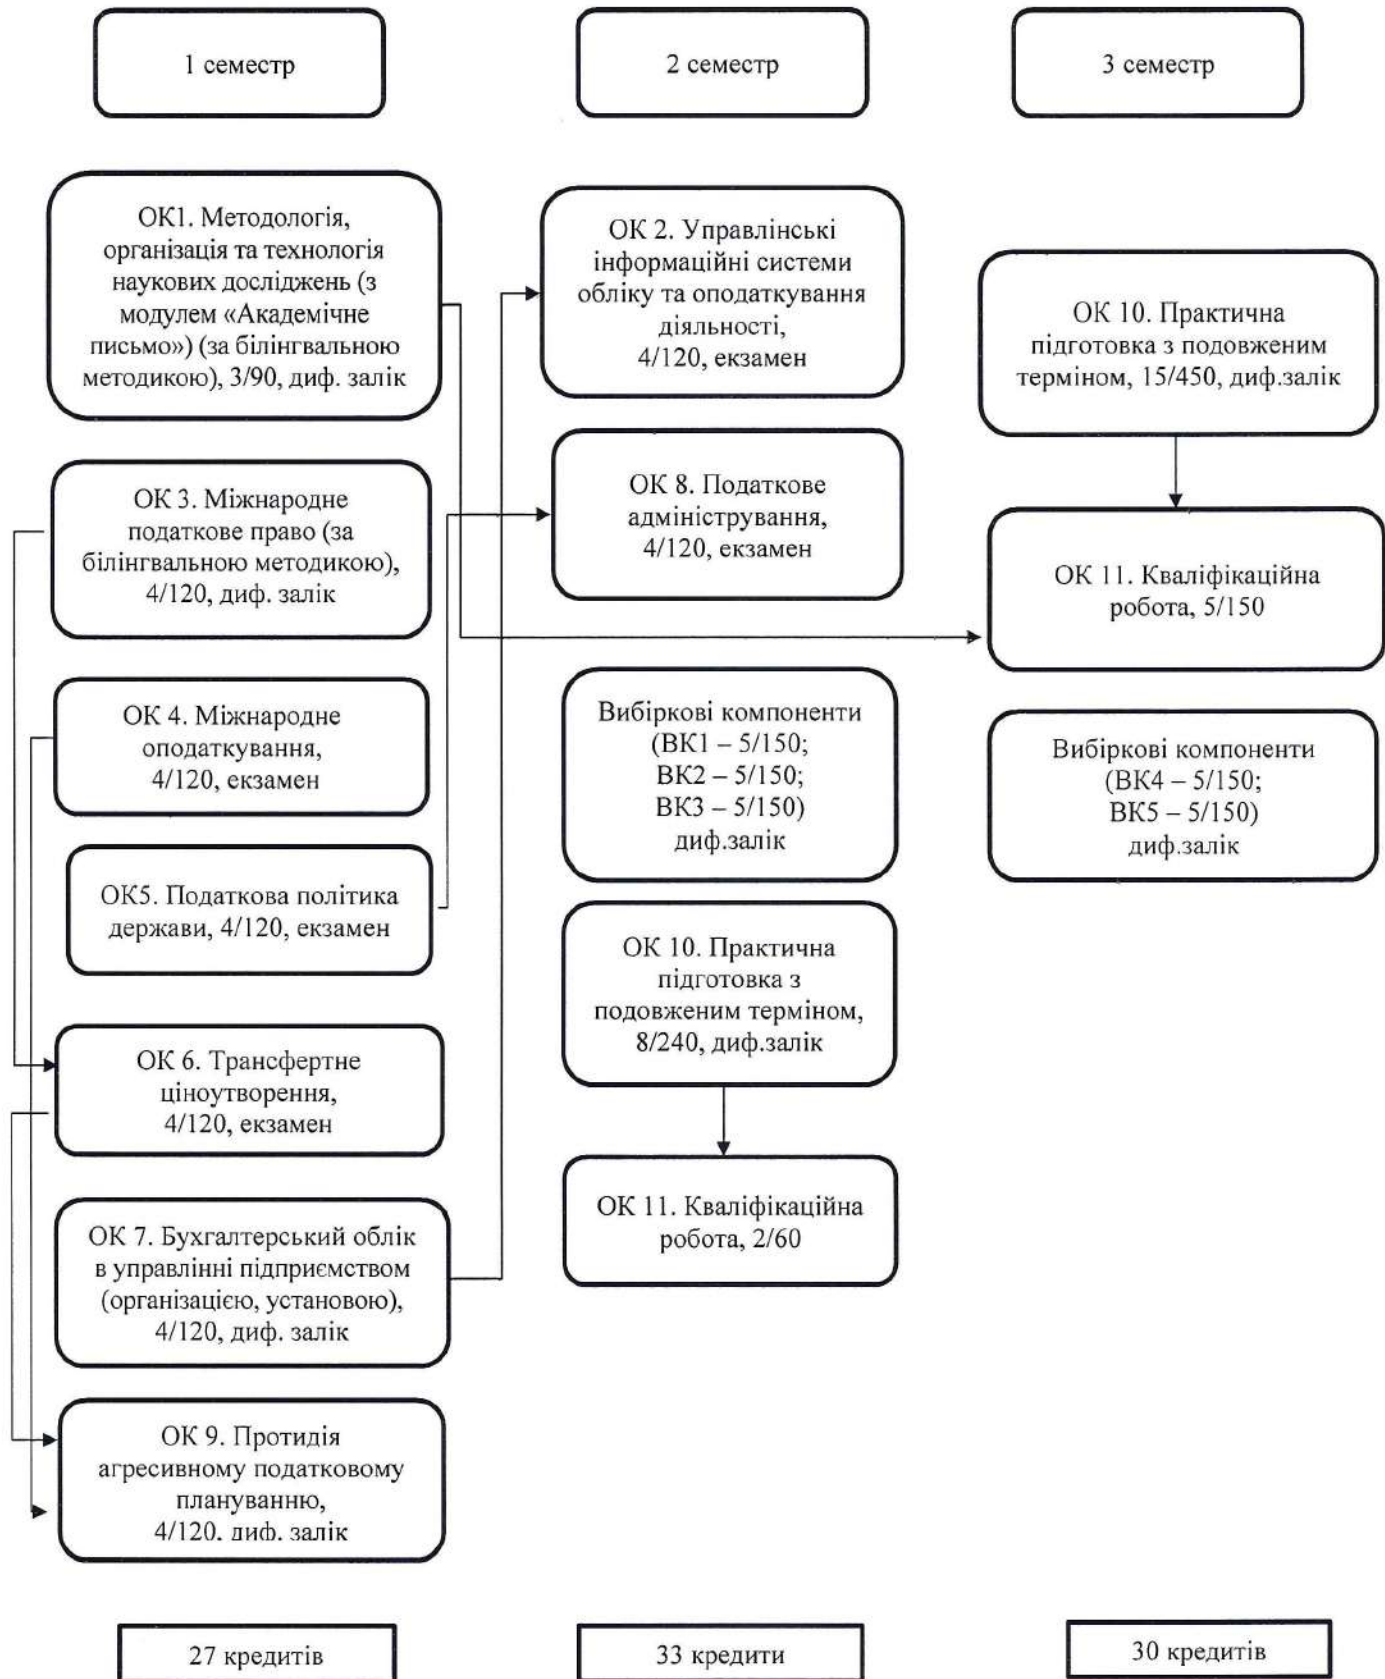 1 семестр
2 семестр
3 семестр
ОК1. Методологія,
організація та технологія
наукових досліджень (з
модулем «Академічне
письмо») (за білінгвальною
методикою), 3/90, диф. залік
ОК 3. Міжнародне
податкове право (за
білінгвальною методикою),
4/120, диф. залік
ОК 4. Міжнародне
оподаткування,
4/120, екзамен
ОК5. Податкова політика
держави, 4/120, екзамен
ОК 6. Трансфертне
ціноутворення,
4/120, екзамен
ОК 7. Бухгалтерський облік
в управлінні підприємством
(організацією, установою),
4/120, диф. залік
ОК 9. Протидія
агресивному податковому
плануванню,
4/120, диф. залік
ОК 2. Управлінські
інформаційні системи
обліку та оподаткування
діяльності,
4/120, екзамен
ОК 8. Податкове
адміністрування,
4/120, екзамен
Вибіркові компоненти
(ВК1 – 5/150;
ВК2 – 5/150;
ВК3 – 5/150)
диф.залік
ОК 10. Практична
підготовка з
подовженим терміном,
8/240, диф.залік
ОК 11. Кваліфікаційна
робота, 2/60
ОК 10. Практична
підготовка з подовженим
терміном, 15/450, диф.залік
ОК 11. Кваліфікаційна
робота, 5/150
Вибіркові компоненти
(ВК4 – 5/150;
ВК5 – 5/150)
диф.залік
27 кредитів
33 кредити
30 кредитів